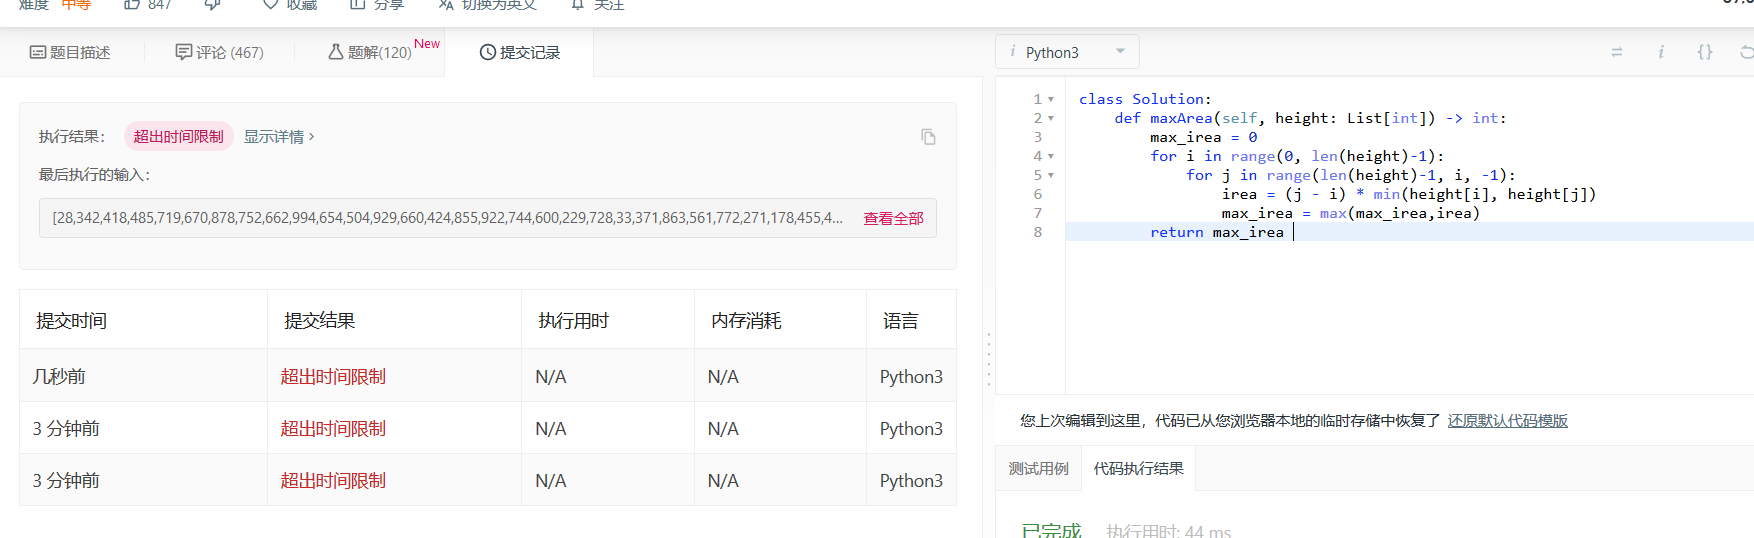 难度 中等 847 收藏 分享 切换为英文 关注
题目描述 评论 (467) 题解(120) New 提交记录
执行结果： 超出时间限制 显示详情 ›
最后执行的输入：
[28,342,418,485,719,670,878,752,662,994,654,504,929,660,424,855,922,744,600,229,728,33,371,863,561,772,271,178,455,4... 查看全部
提交时间 提交结果 执行用时 内存消耗 语言
几秒前 超出时间限制 N/A N/A Python3
3 分钟前 超出时间限制 N/A N/A Python3
3 分钟前 超出时间限制 N/A N/A Python3
i Python3
i {}
1 class Solution:
2     def maxArea(self, height: List[int]) -> int:
3         max_irea = 0
4         for i in range(0, len(height)-1):
5             for j in range(len(height)-1, i, -1):
6                 irea = (j - i) * min(height[i], height[j])
7                 max_irea = max(max_irea,irea)
8         return max_irea
您上次编辑到这里，代码已从您浏览器本地的临时存储中恢复了 还原默认代码模版
测试用例 代码执行结果
已完成 执行用时: 44 ms